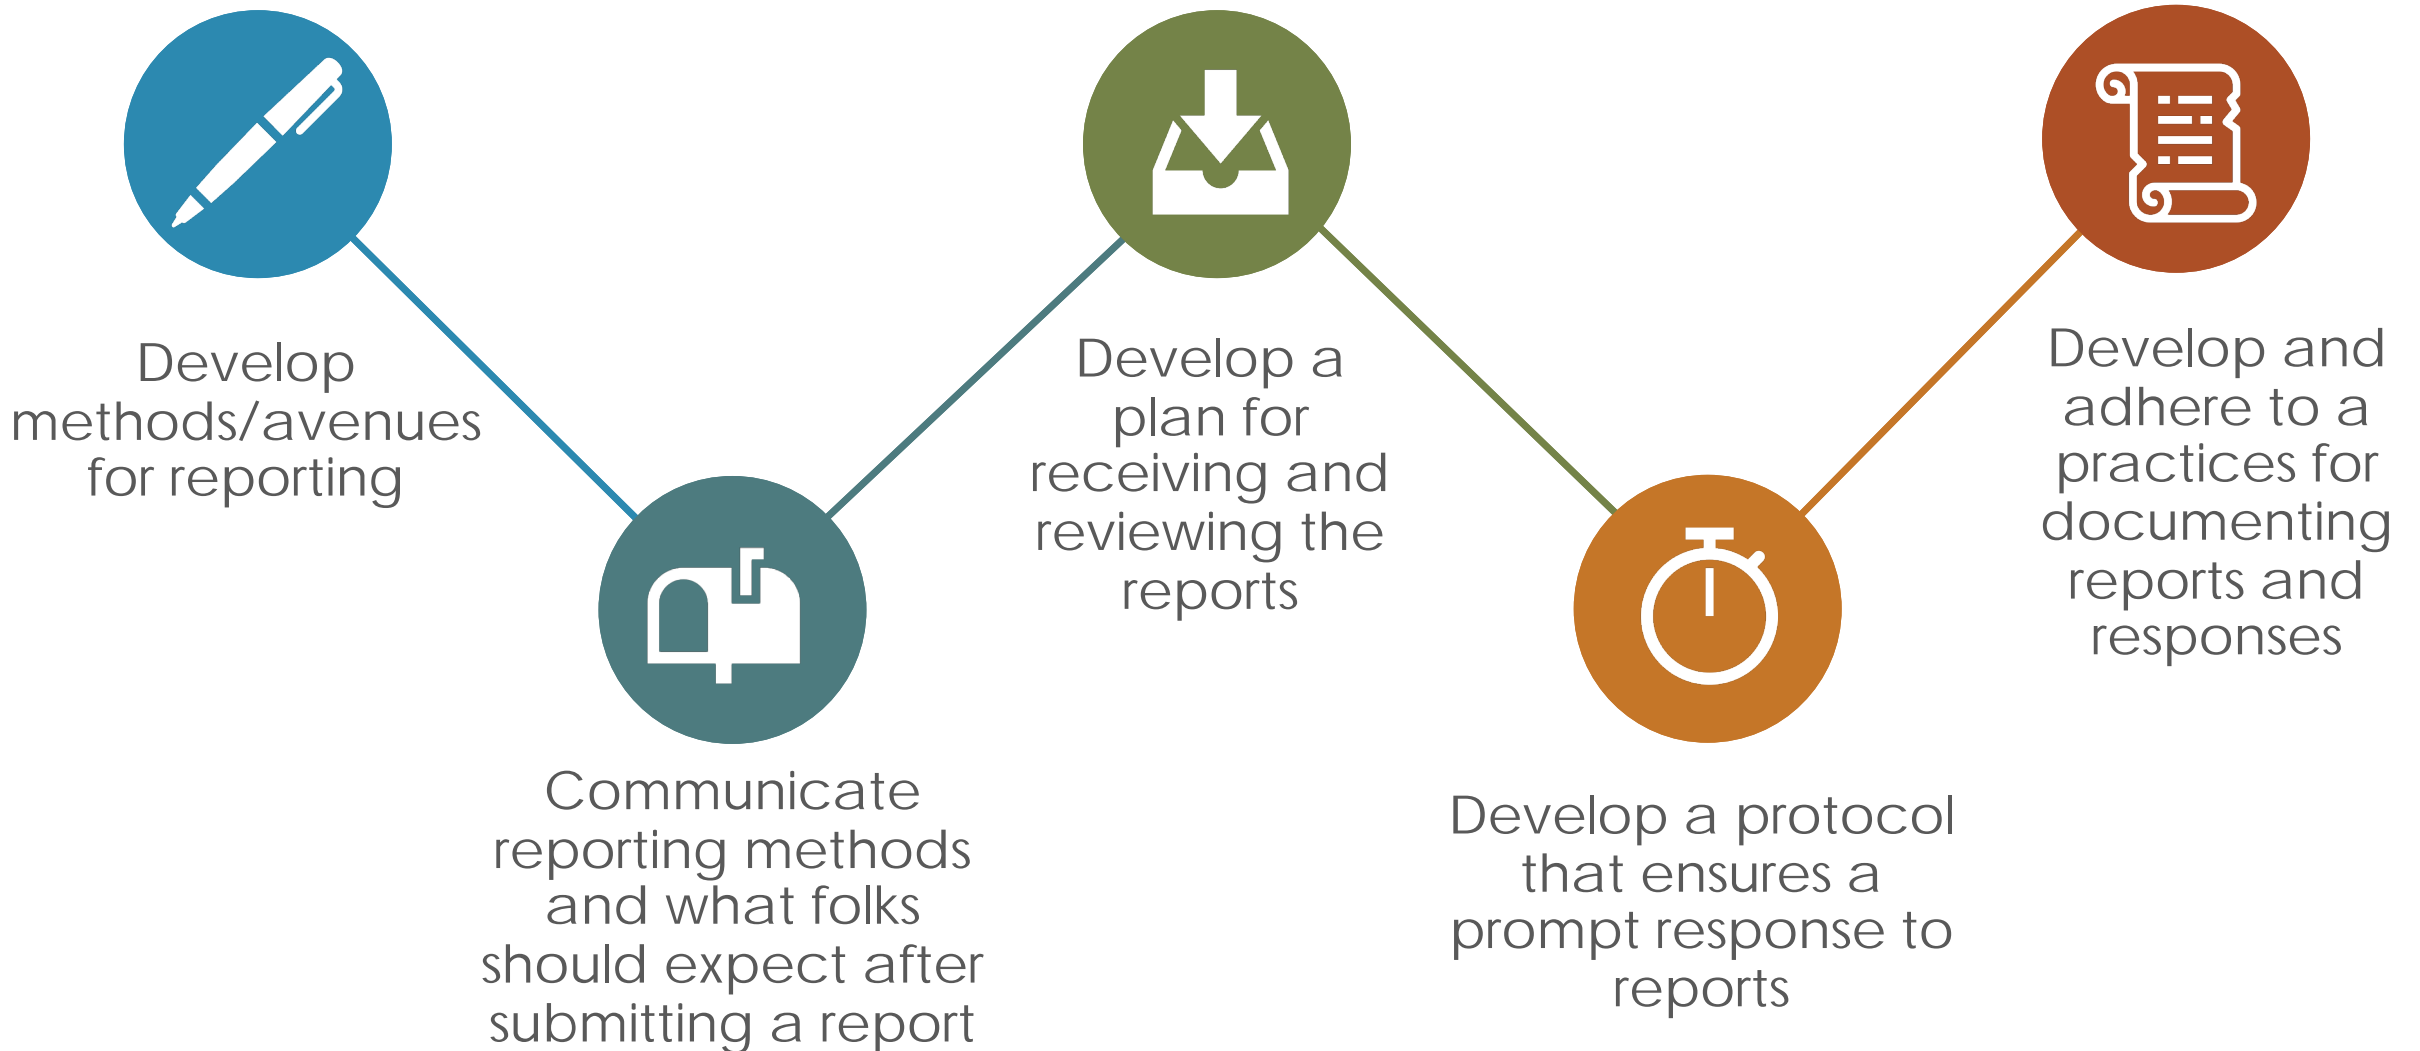 Develop
methods/avenues
for reporting
Communicate
reporting methods
and what folks
should expect after
submitting a report
Develop a
plan for
receiving and
reviewing the
reports
Develop a protocol
that ensures a
prompt response to
reports
Develop and
adhere to a
practices for
documenting
reports and
responses